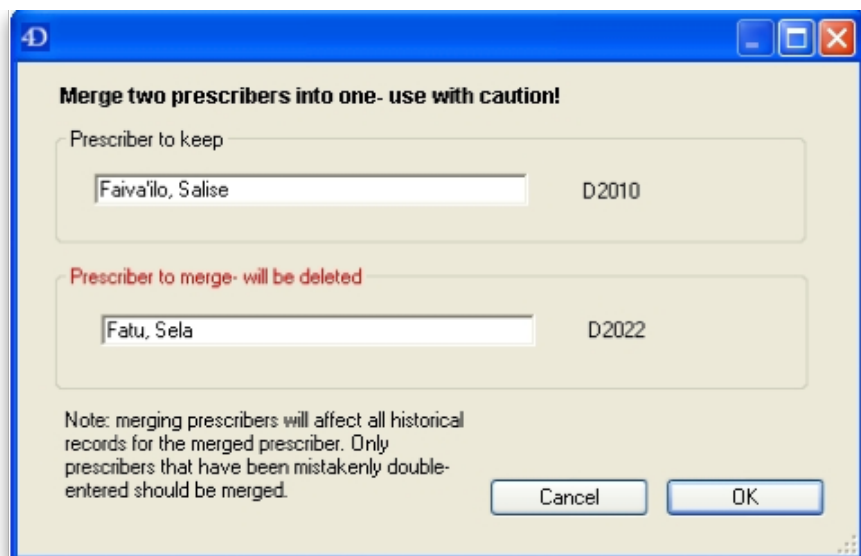 4D
Merge two prescribers into one- use with caution!
Prescriber to keep
Faiva'ilo, Salise
D2010
Prescriber to merge- will be deleted
Fatu, Sela
D2022
Note: merging prescribers will affect all historical
records for the merged prescriber. Only
prescribers that have been mistakenly double-
entered should be merged.
Cancel
OK